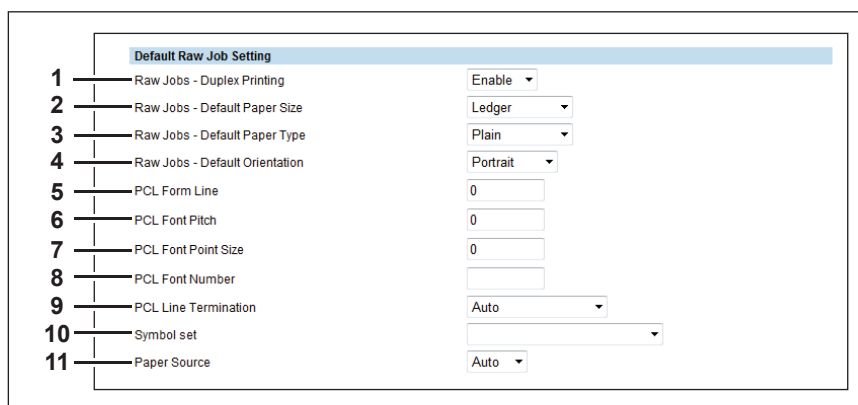 Default Raw Job Setting
1 Raw Jobs - Duplex Printing Enable
2 Raw Jobs - Default Paper Size Ledger
3 Raw Jobs - Default Paper Type Plain
4 Raw Jobs - Default Orientation Portrait
5 PCL Form Line 0
6 PCL Font Pitch 0
7 PCL Font Point Size 0
8 PCL Font Number
9 PCL Line Termination Auto
10 Symbol set
11 Paper Source Auto